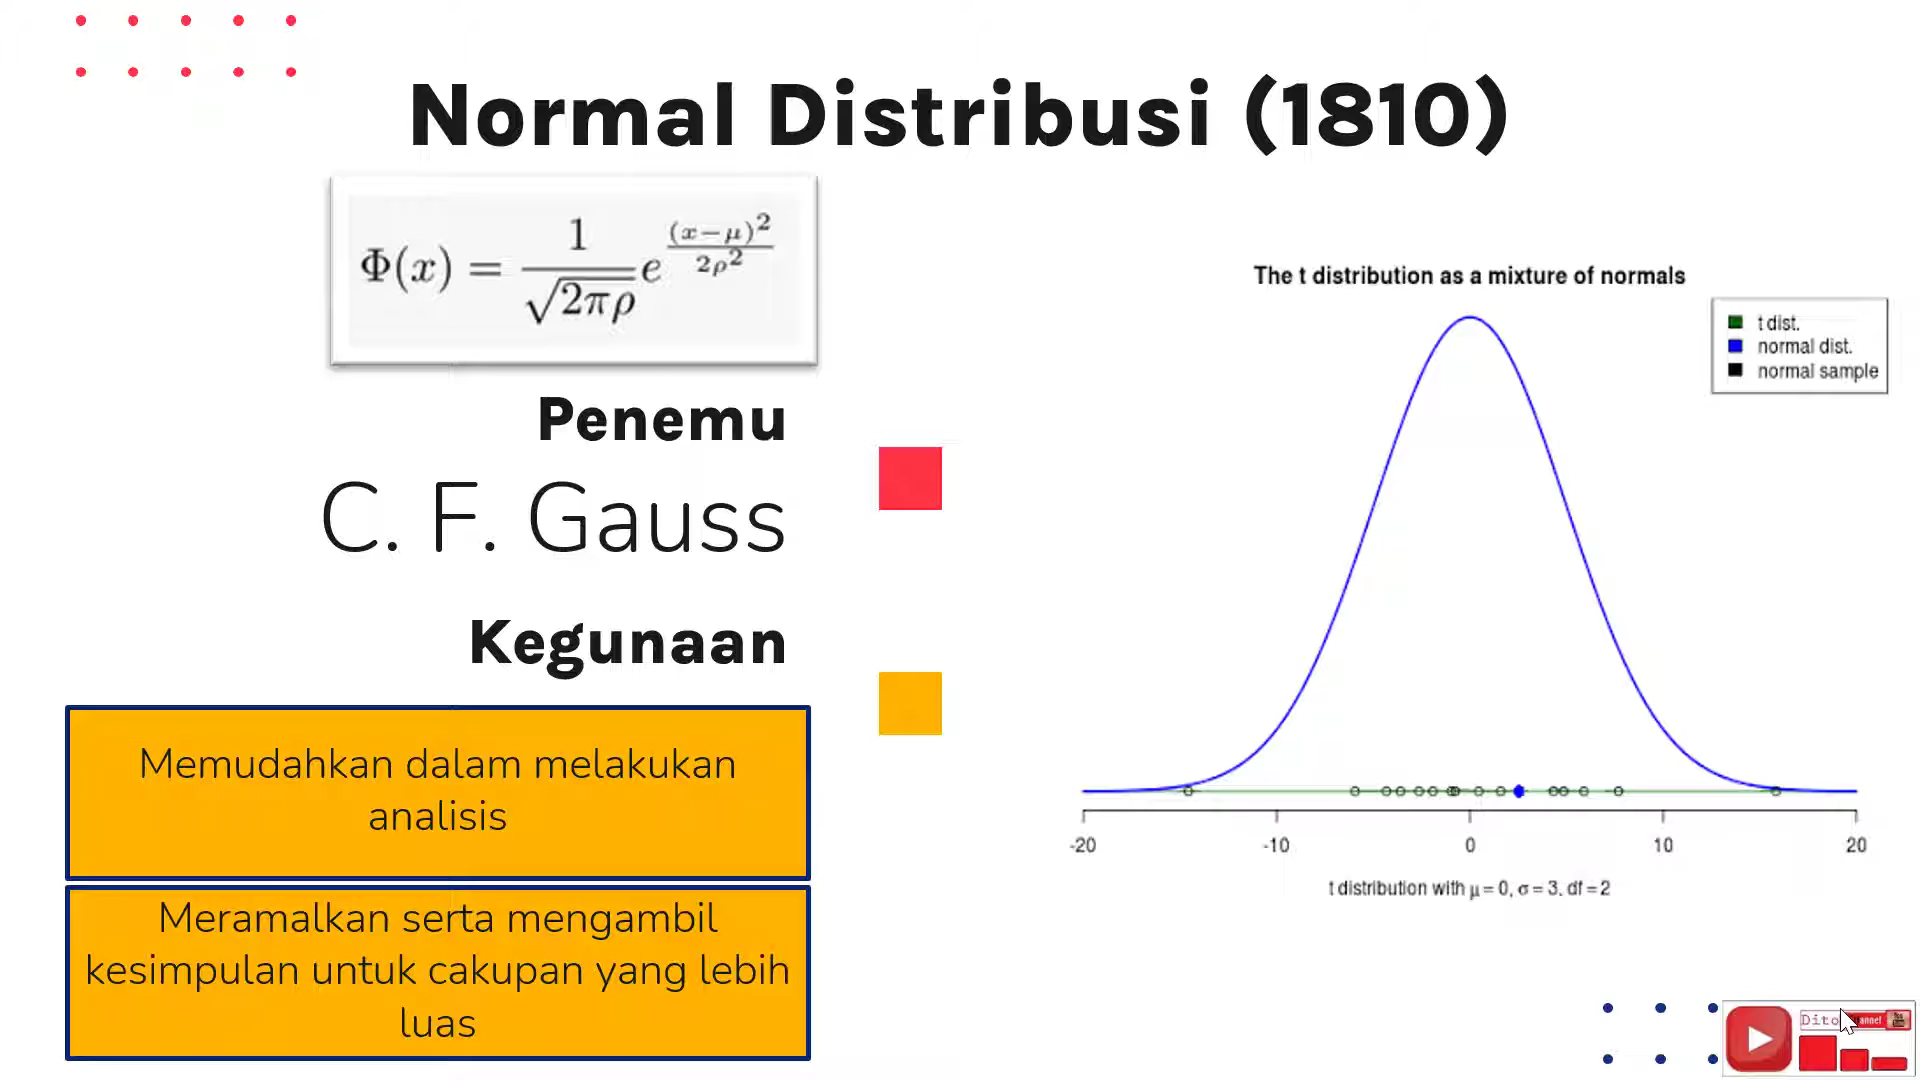 Normal Distribusi (1810)
Φ(x) = 1/√2πρ e^(x−μ)²/2ρ²
Penemu
C. F. Gauss
Kegunaan
Memudahkan dalam melakukan
analisis
Meramalkan serta mengambil
kesimpulan untuk cakupan yang lebih
luas
The t distribution as a mixture of normals
t dist.
normal dist.
normal sample
-20 -10 0 10 20
t distribution with μ = 0, σ = 3, df = 2
Dito